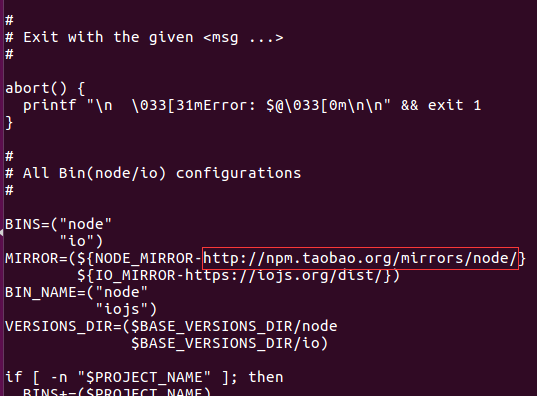 #
# Exit with the given <msg ...>
#
abort() {
  printf "\n  \033[31mError: $@\033[0m\n\n" && exit 1
}
#
# All Bin(node/io) configurations
#
BINS=("node"
      "io")
MIRROR=(${NODE_MIRROR-http://npm.taobao.org/mirrors/node/}
        ${IO_MIRROR-https://iojs.org/dist/})
BIN_NAME=("node"
          "iojs")
VERSIONS_DIR=($BASE_VERSIONS_DIR/node
              $BASE_VERSIONS_DIR/io)
if [ -n "$PROJECT_NAME" ]; then
  BINS+=($PROJECT_NAME)